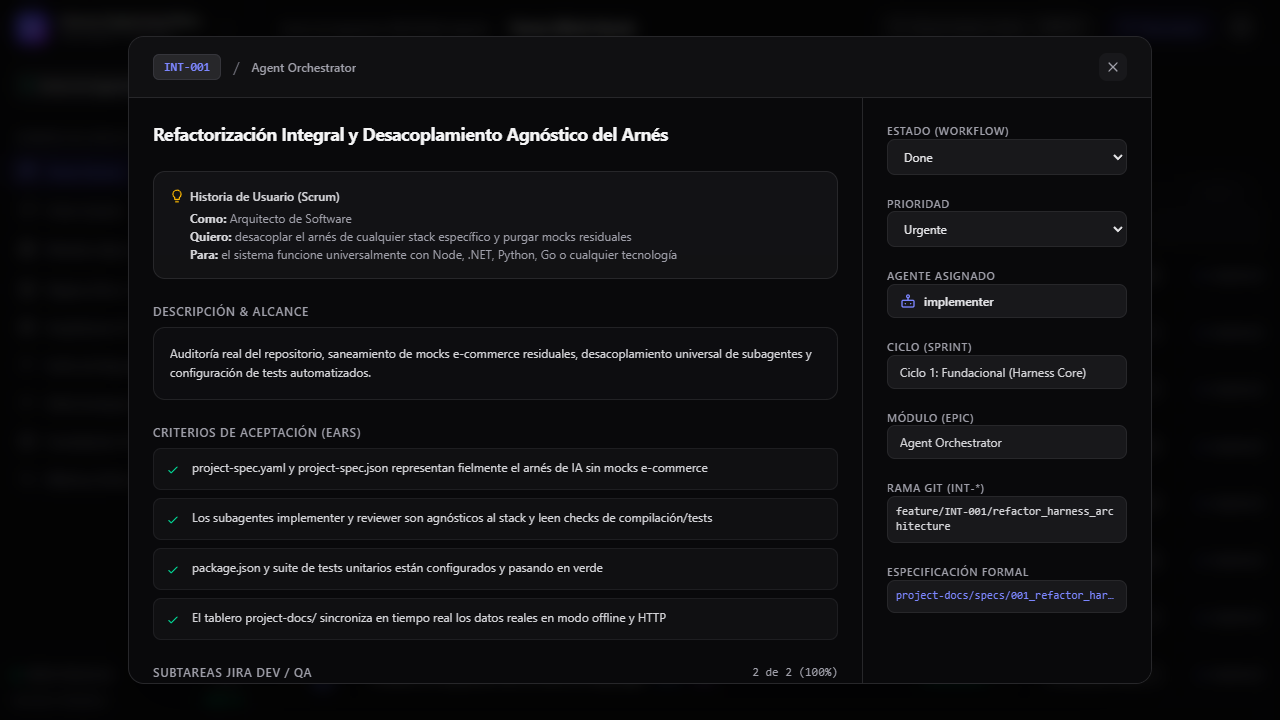 INT-001 / Agent Orchestrator
Refactorización Integral y Desacoplamiento Agnóstico del Arnés
Historia de Usuario (Scrum)
Como: Arquitecto de Software
Quiero: desacoplar el arnés de cualquier stack específico y purgar mocks residuales
Para: el sistema funcione universalmente con Node, .NET, Python, Go o cualquier tecnología
DESCRIPCIÓN & ALCANCE
Auditoría real del repositorio, saneamiento de mocks e-commerce residuales, desacoplamiento universal de subagentes y
configuración de tests automatizados.
CRITERIOS DE ACEPTACIÓN (EARS)
project-spec.yaml y project-spec.json representan fielmente el arnés de IA sin mocks e-commerce
Los subagentes implementer y reviewer son agnósticos al stack y leen checks de compilación/tests
package.json y suite de tests unitarios están configurados y pasando en verde
El tablero project-docs/ sincroniza en tiempo real los datos reales en modo offline y HTTP
SUBTAREAS JIRA DEV / QA
2 de 2 (100%)
ESTADO (WORKFLOW)
Done
PRIORIDAD
Urgente
AGENTE ASIGNADO
implementer
CICLO (SPRINT)
Ciclo 1: Fundacional (Harness Core)
MÓDULO (EPIC)
Agent Orchestrator
RAMA GIT (INT-*)
feature/INT-001/refactor_harness_arc
hitecture
ESPECIFICACIÓN FORMAL
project-docs/specs/001_refactor_har…